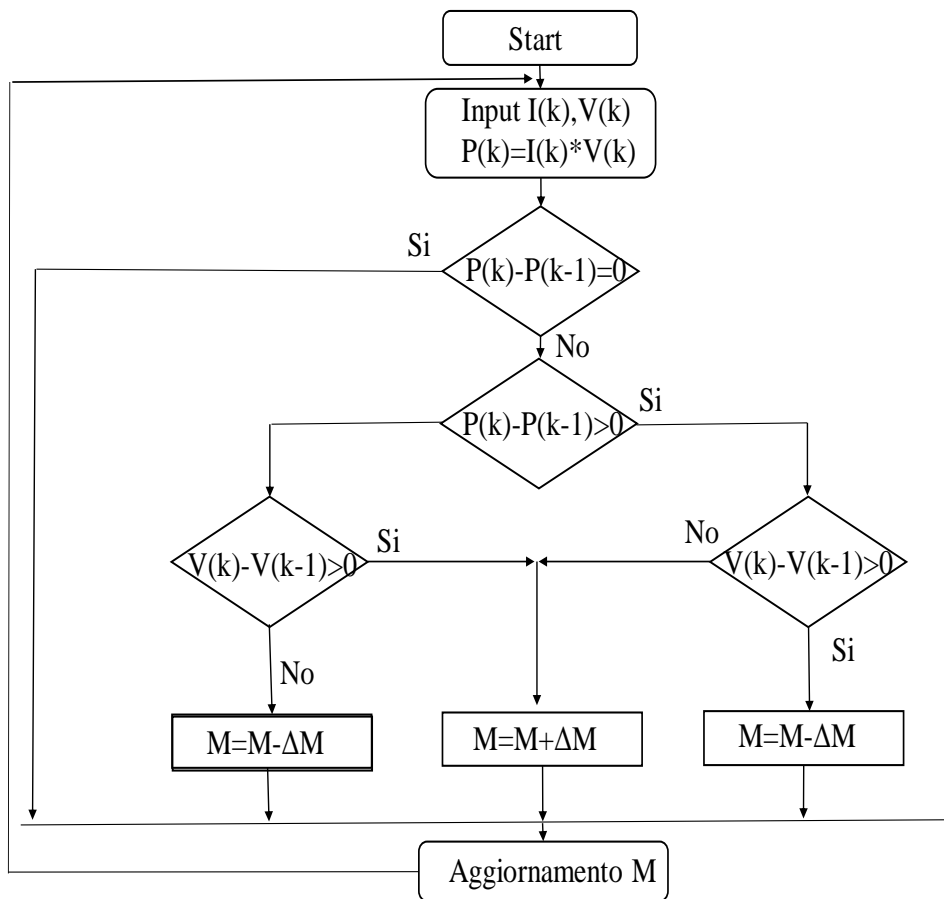 Start
Input I(k),V(k)
P(k)=I(k)*V(k)
Si
P(k)-P(k-1)=0
No
Si
P(k)-P(k-1)>0
Si
No
V(k)-V(k-1)>0
V(k)-V(k-1)>0
No
Si
M=M-ΔM
M=M+ΔM
M=M-ΔM
Aggiornamento M